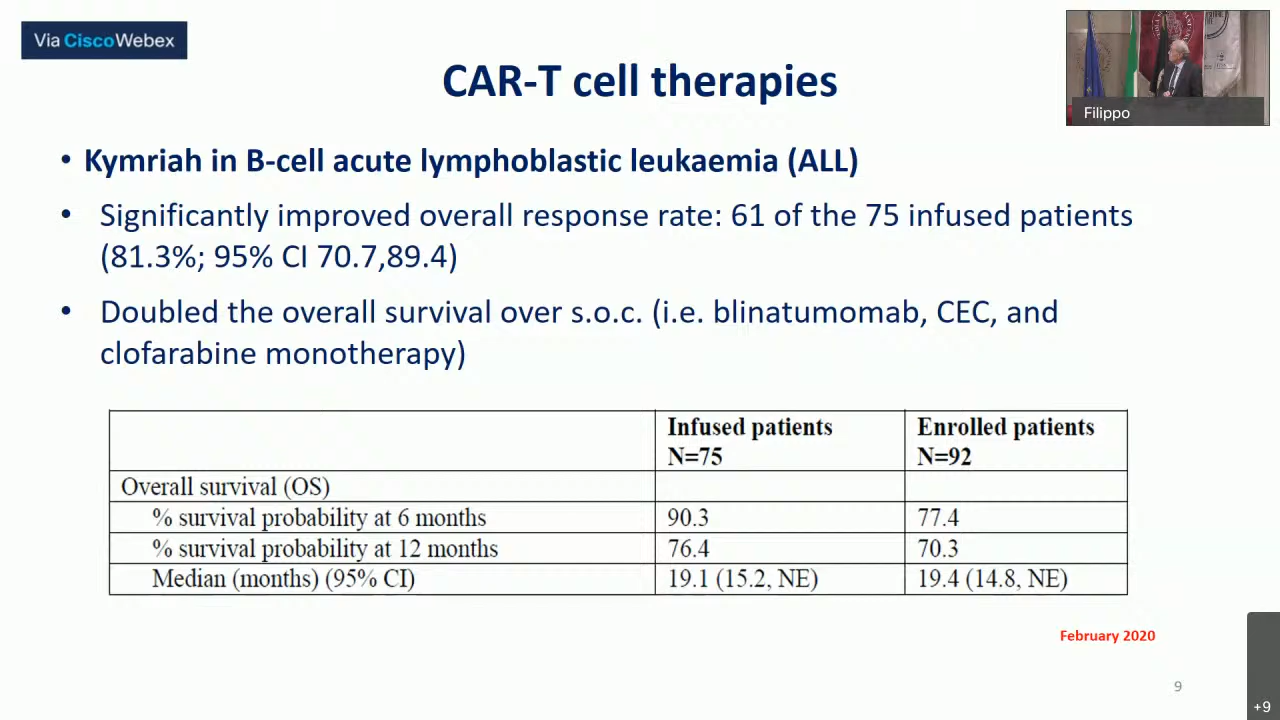 Via CiscoWebex
CAR-T cell therapies
Filippo
• Kymriah in B-cell acute lymphoblastic leukaemia (ALL)
• Significantly improved overall response rate: 61 of the 75 infused patients
(81.3%; 95% CI 70.7,89.4)
• Doubled the overall survival over s.o.c. (i.e. blinatumomab, CEC, and
clofarabine monotherapy)
Infused patients Enrolled patients
N=75 N=92
Overall survival (OS)
% survival probability at 6 months 90.3 77.4
% survival probability at 12 months 76.4 70.3
Median (months) (95% CI) 19.1 (15.2, NE) 19.4 (14.8, NE)
February 2020
9
+9